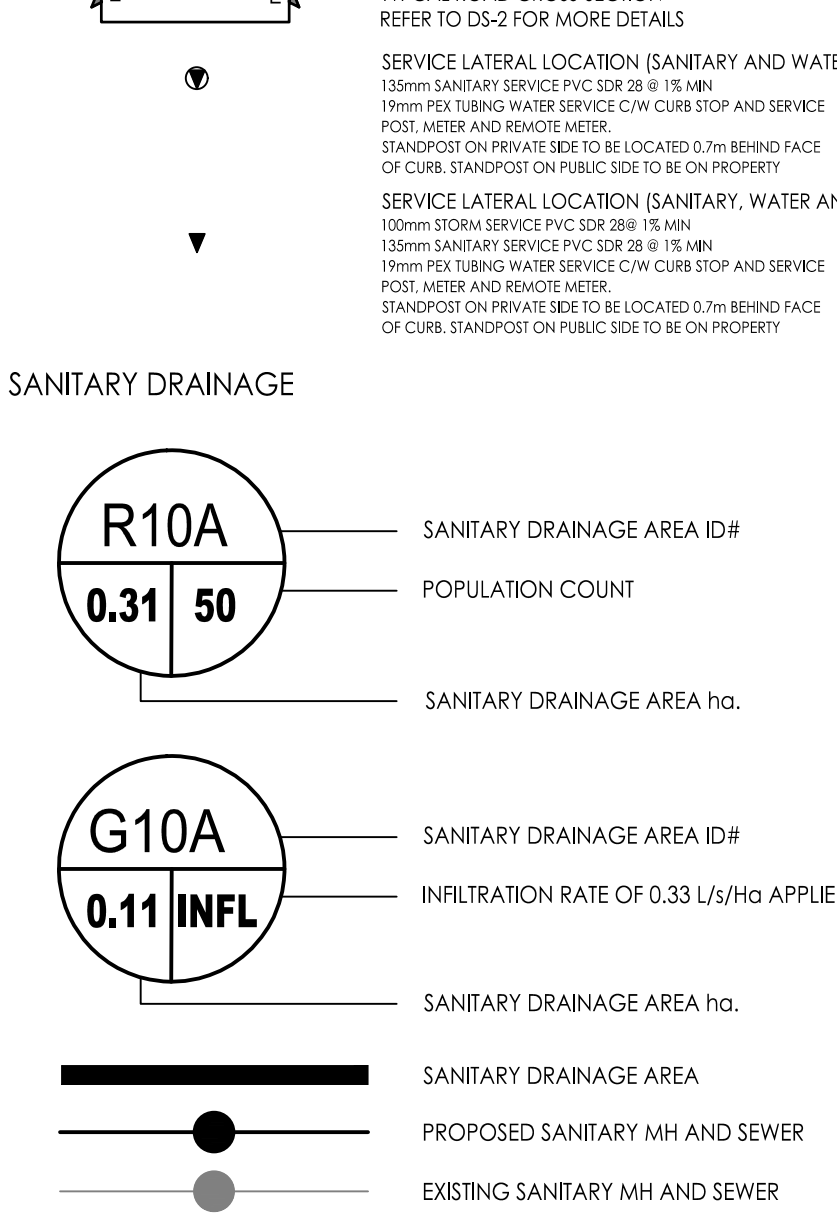 REFER TO DS-2 FOR MORE DETAILS
SERVICE LATERAL LOCATION (SANITARY AND
135mm SANITARY SERVICE PVC SDR 28 @ 1% MIN
19mm PEX TUBING WATER SERVICE C/W CURB STOP AND SERVICE
POST, METER AND REMOTE METER.
STANDPOST ON PRIVATE SIDE TO BE LOCATED 0.7m BEHIND FACE
OF CURB. STANDPOST ON PUBLIC SIDE TO BE ON PROPERTY
SERVICE LATERAL LOCATION (SANITARY, WATER
100mm STORM SERVICE PVC SDR 28@ 1% MIN
135mm SANITARY SERVICE PVC SDR 28 @ 1% MIN
19mm PEX TUBING WATER SERVICE C/W CURB STOP AND SERVICE
POST, METER AND REMOTE METER.
STANDPOST ON PRIVATE SIDE TO BE LOCATED 0.7m BEHIND FACE
OF CURB. STANDPOST ON PUBLIC SIDE TO BE ON PROPERTY
SANITARY DRAINAGE
R10A
SANITARY DRAINAGE AREA ID#
0.31 50
POPULATION COUNT
SANITARY DRAINAGE AREA ha.
G10A
SANITARY DRAINAGE AREA ID#
0.11 INFL
INFILTRATION RATE OF 0.33 L/s/Ha
SANITARY DRAINAGE AREA ha.
SANITARY DRAINAGE AREA
PROPOSED SANITARY MH AND SEWER
EXISTING SANITARY MH AND SEWER